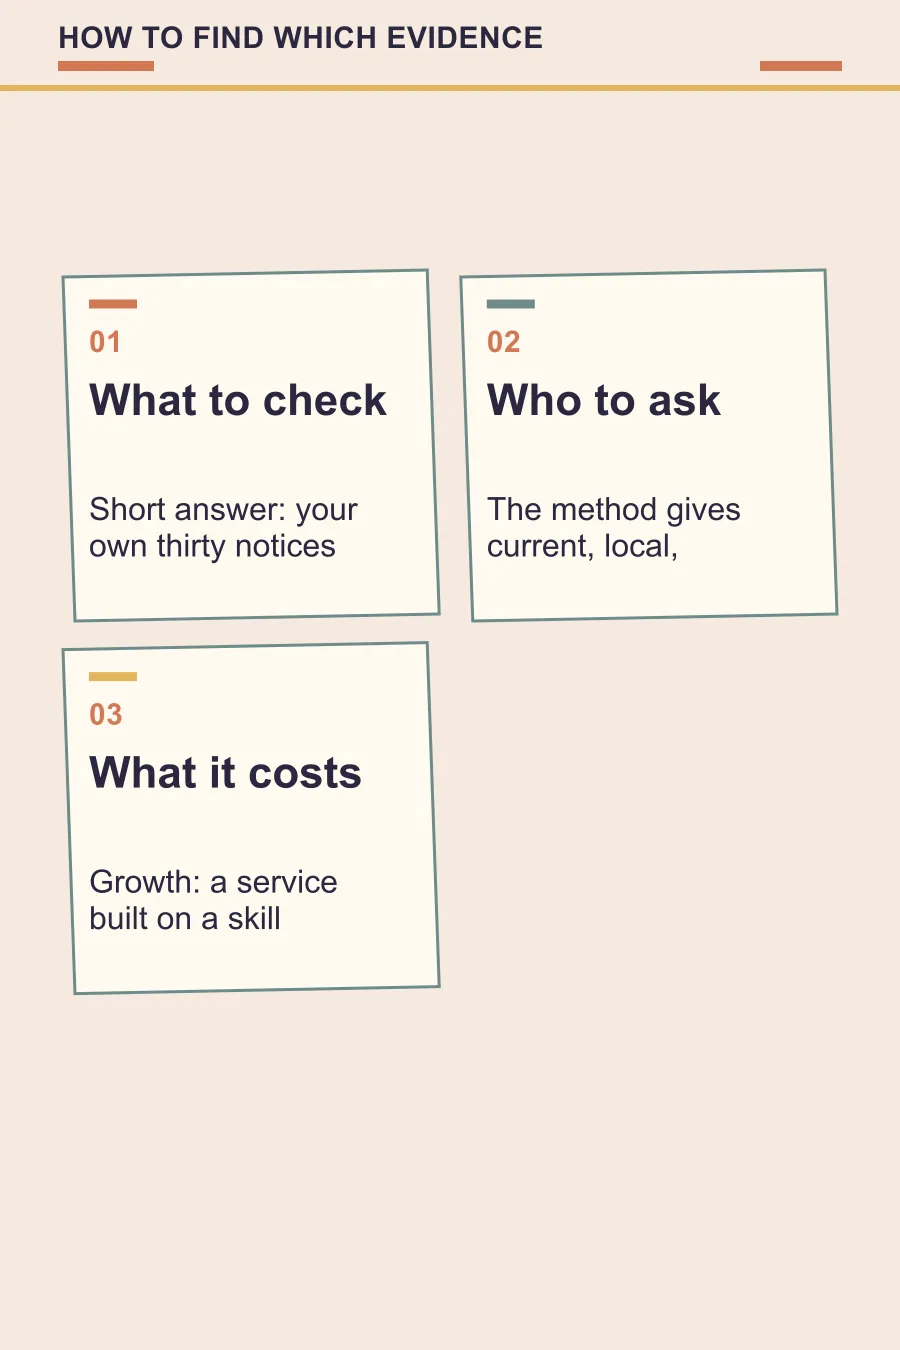 HOW TO FIND WHICH EVIDENCE
01
What to check
Short answer: your
own thirty notices
02
Who to ask
The method gives
current, local,
03
What it costs
Growth: a service
built on a skill